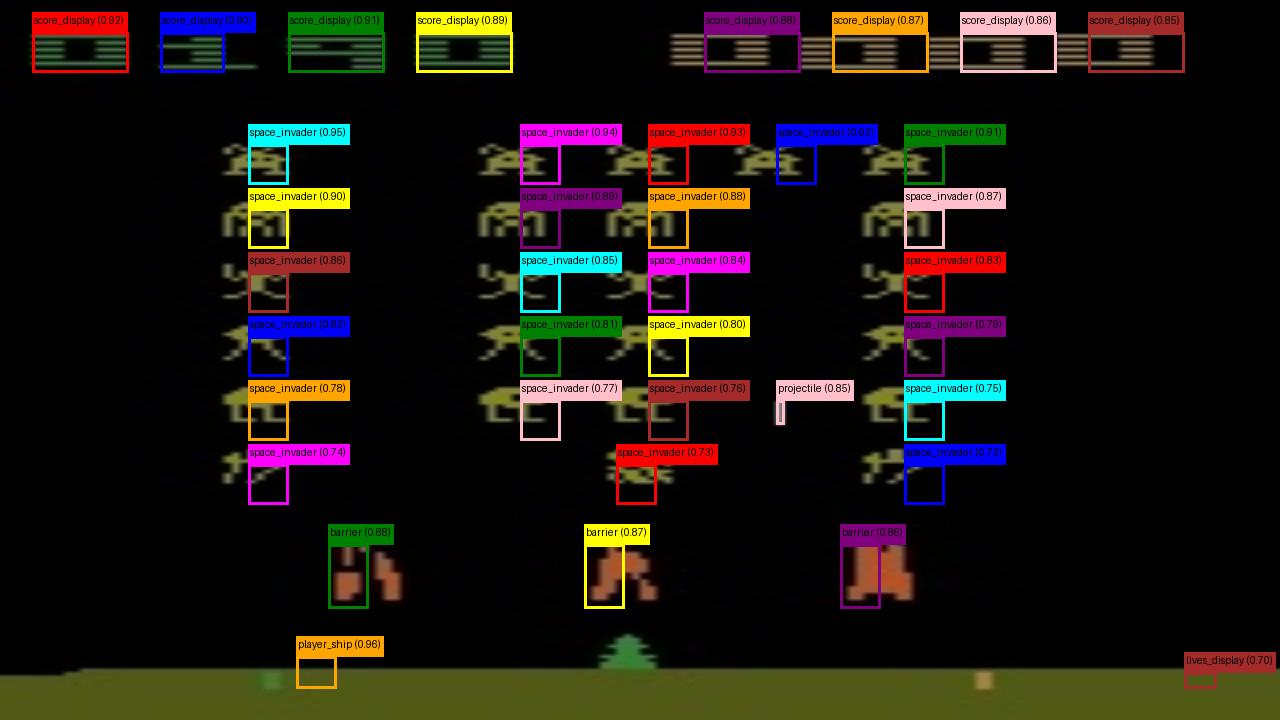 score_display (0.92)
score_display (0.90)
score_display (0.91)
score_display (0.89)
score_display (0.88)
score_display (0.87)
score_display (0.86)
score_display (0.85)
space_invader (0.95)
space_invader (0.94)
space_invader (0.93)
space_invader (0.92)
space_invader (0.91)
space_invader (0.90)
space_invader (0.89)
space_invader (0.88)
space_invader (0.87)
space_invader (0.86)
space_invader (0.85)
space_invader (0.84)
space_invader (0.83)
space_invader (0.82)
space_invader (0.81)
space_invader (0.80)
space_invader (0.79)
space_invader (0.78)
space_invader (0.77)
space_invader (0.76)
projectile (0.85)
space_invader (0.75)
space_invader (0.74)
space_invader (0.73)
space_invader (0.72)
barrier (0.88)
barrier (0.87)
barrier (0.86)
player_ship (0.96)
lives_display (0.70)